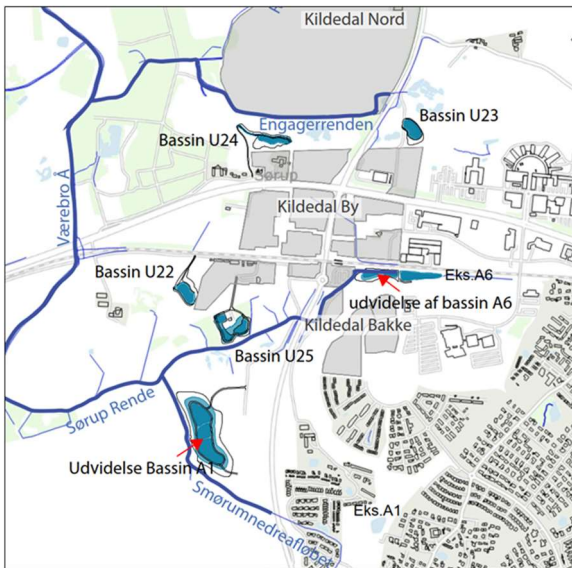 Kildedal Nord
Engagerrenden
Bassin U23
Bassin U24
Sørup
Værebro Å
Kildedal By
Bassin U22
Eks.A6
udvidelse af bassin A6
Kildedal Bakke
Bassin U25
Sørup Rende
Udvidelse Bassin A1
Smørumnedreafløbet
Eks.A1